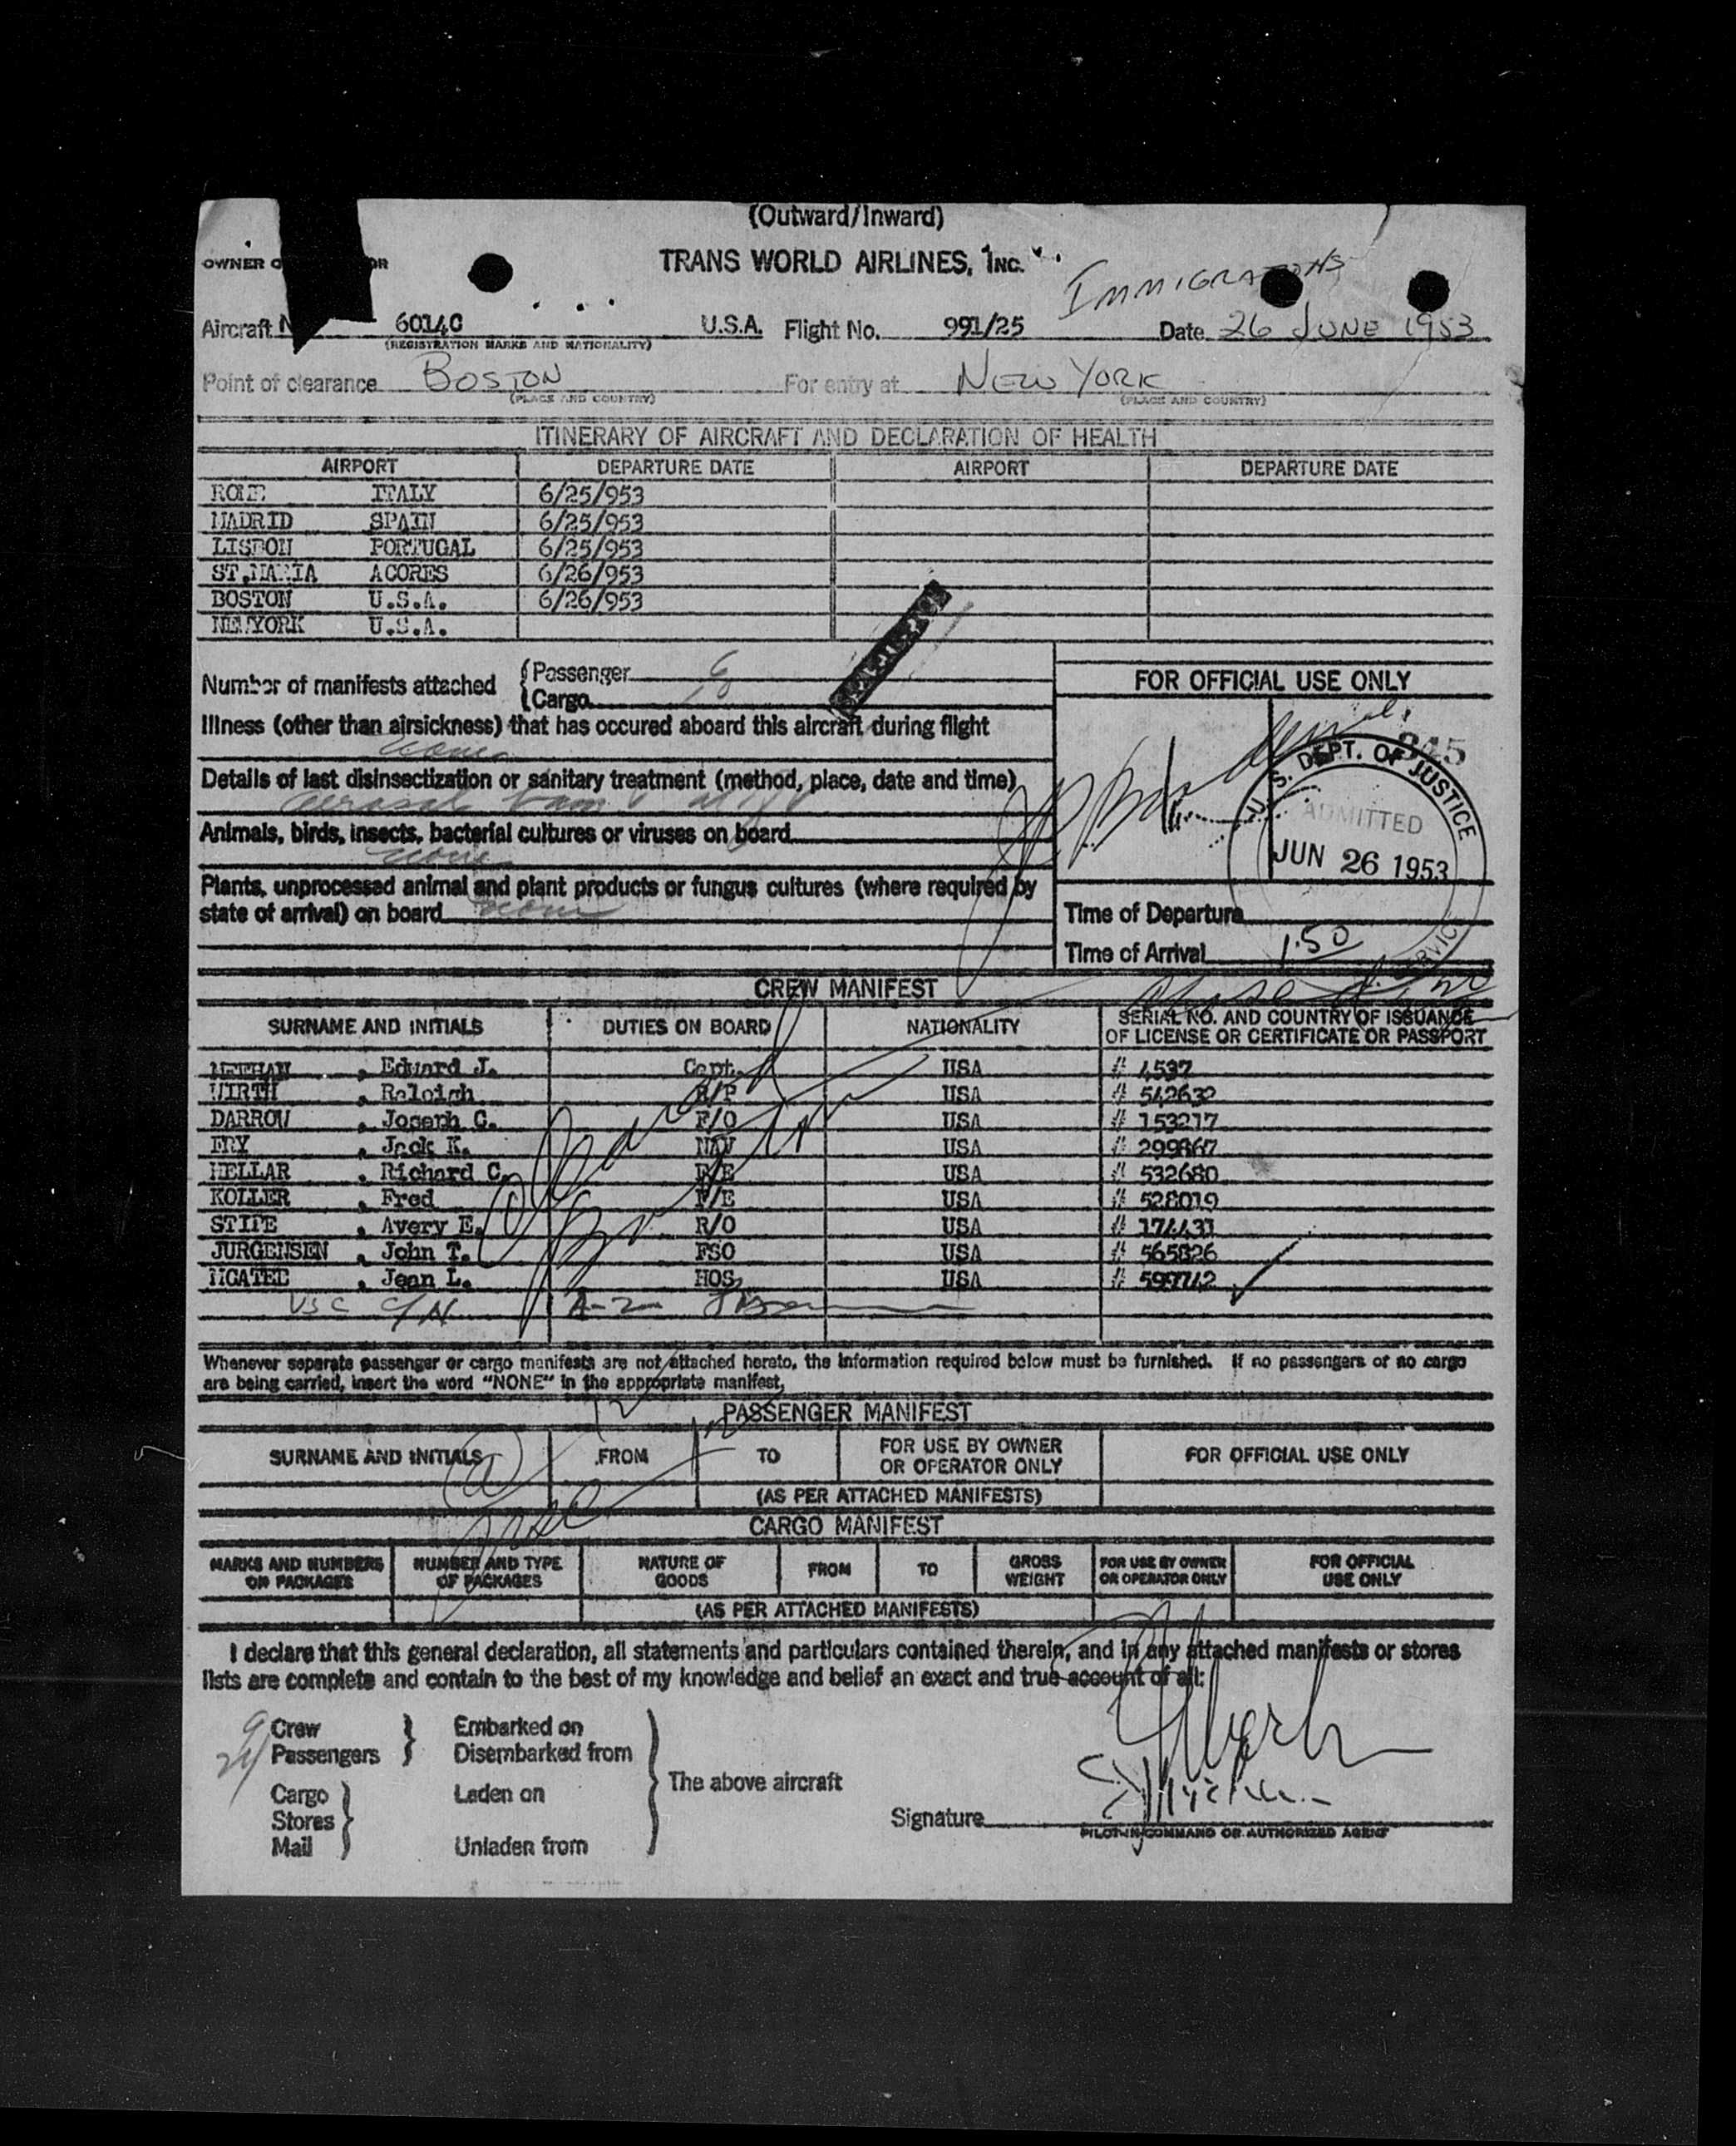 (Outward/Inward)
OWNER O OR TRANS WORLD AIRLINES, INC.
IMMIGRATIONS
Aircraft N 6014C U.S.A. Flight No. 991/25 Date 26 JUNE 1953
(REGISTRATION MARKS AND NATIONALITY)
Point of clearance BOSTON For entry at NEW YORK
(PLACE AND COUNTRY) (PLACE AND COUNTRY)
ITINERARY OF AIRCRAFT AND DECLARATION OF HEALTH
AIRPORT DEPARTURE DATE AIRPORT DEPARTURE DATE
ROME ITALY 6/25/953
MADRID SPAIN 6/25/953
LISBON PORTUGAL 6/25/953
ST.MARIA ACORES 6/26/953
BOSTON U.S.A. 6/26/953
NEWYORK U.S.A.
Number of manifests attached { Passenger 6
{ Cargo
FOR OFFICIAL USE ONLY
Illness (other than airsickness) that has occured aboard this aircraft during flight
none
Details of last disinsectization or sanitary treatment (method, place, date and time)
Animals, birds, insects, bacterial cultures or viruses on board
none
Plants, unprocessed animal and plant products or fungus cultures (where required by
state of arrival) on board none
845
U. S. DEPT. OF JUSTICE
ADMITTED
JUN 26 1953
Time of Departure
Time of Arrival 1.50
CREW MANIFEST
SURNAME AND INITIALS DUTIES ON BOARD NATIONALITY SERIAL NO. AND COUNTRY OF ISSUANCE
OF LICENSE OR CERTIFICATE OR PASSPORT
MEEHAN , Edward J. Capt. USA # 4537
WIRTH , Raleigh R/P USA # 542632
DARROW , Joseph C. F/O USA # 153217
FRY , Jack K. NAV USA # 299867
HELLAR , Richard C. F/E USA # 532680
KOLLER , Fred F/E USA # 528019
STIPE , Avery E. R/O USA # 174431
JURGENSEN , John T. FSO USA # 565826
MCATEE , Jean L. HOS USA # 599742
USC
Whenever separate passenger or cargo manifests are not attached hereto, the information required below must be furnished. If no passengers or no cargo
are being carried, insert the word "NONE" in the appropriate manifest,
PASSENGER MANIFEST
SURNAME AND INITIALS FROM TO FOR USE BY OWNER
OR OPERATOR ONLY FOR OFFICIAL USE ONLY
(AS PER ATTACHED MANIFESTS)
CARGO MANIFEST
MARKS AND NUMBERS
ON PACKAGES NUMBER AND TYPE
OF PACKAGES NATURE OF
GOODS FROM TO GROSS
WEIGHT FOR USE BY OWNER
OR OPERATOR ONLY FOR OFFICIAL
USE ONLY
(AS PER ATTACHED MANIFESTS)
I declare that this general declaration, all statements and particulars contained therein, and in any attached manifests or stores
lists are complete and contain to the best of my knowledge and belief an exact and true account of all:
9 Crew } Embarked on }
24 Passengers } Disembarked from
Cargo } Laden on The above aircraft
Stores
Mail Unladen from
Signature
PILOT-IN-COMMAND OR AUTHORIZED AGENT